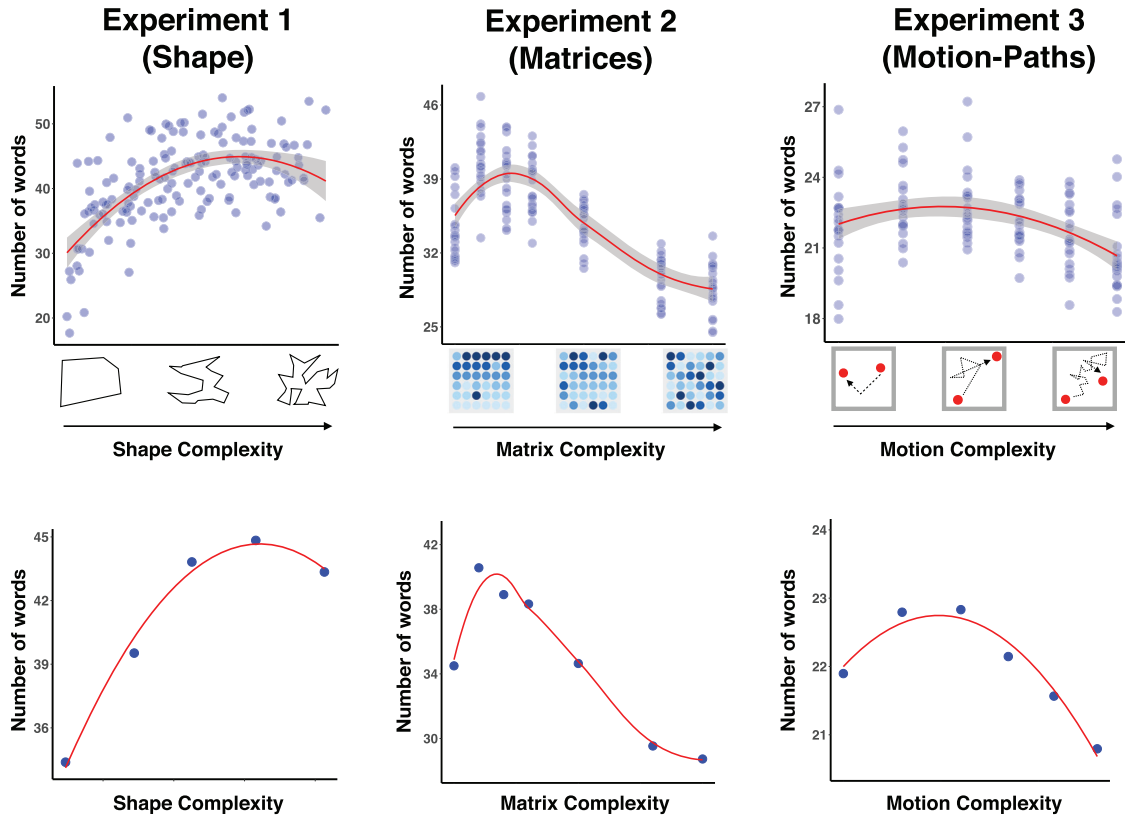 Experiment 1
(Shape)
Experiment 2
(Matrices)
Experiment 3
(Motion-Paths)
Number of words
50
40
30
20
Shape Complexity
Number of words
46
39
32
25
Matrix Complexity
Number of words
27
24
21
18
Motion Complexity
Number of words
45
42
39
36
Shape Complexity
Number of words
42
38
34
30
Matrix Complexity
Number of words
24
23
22
21
Motion Complexity